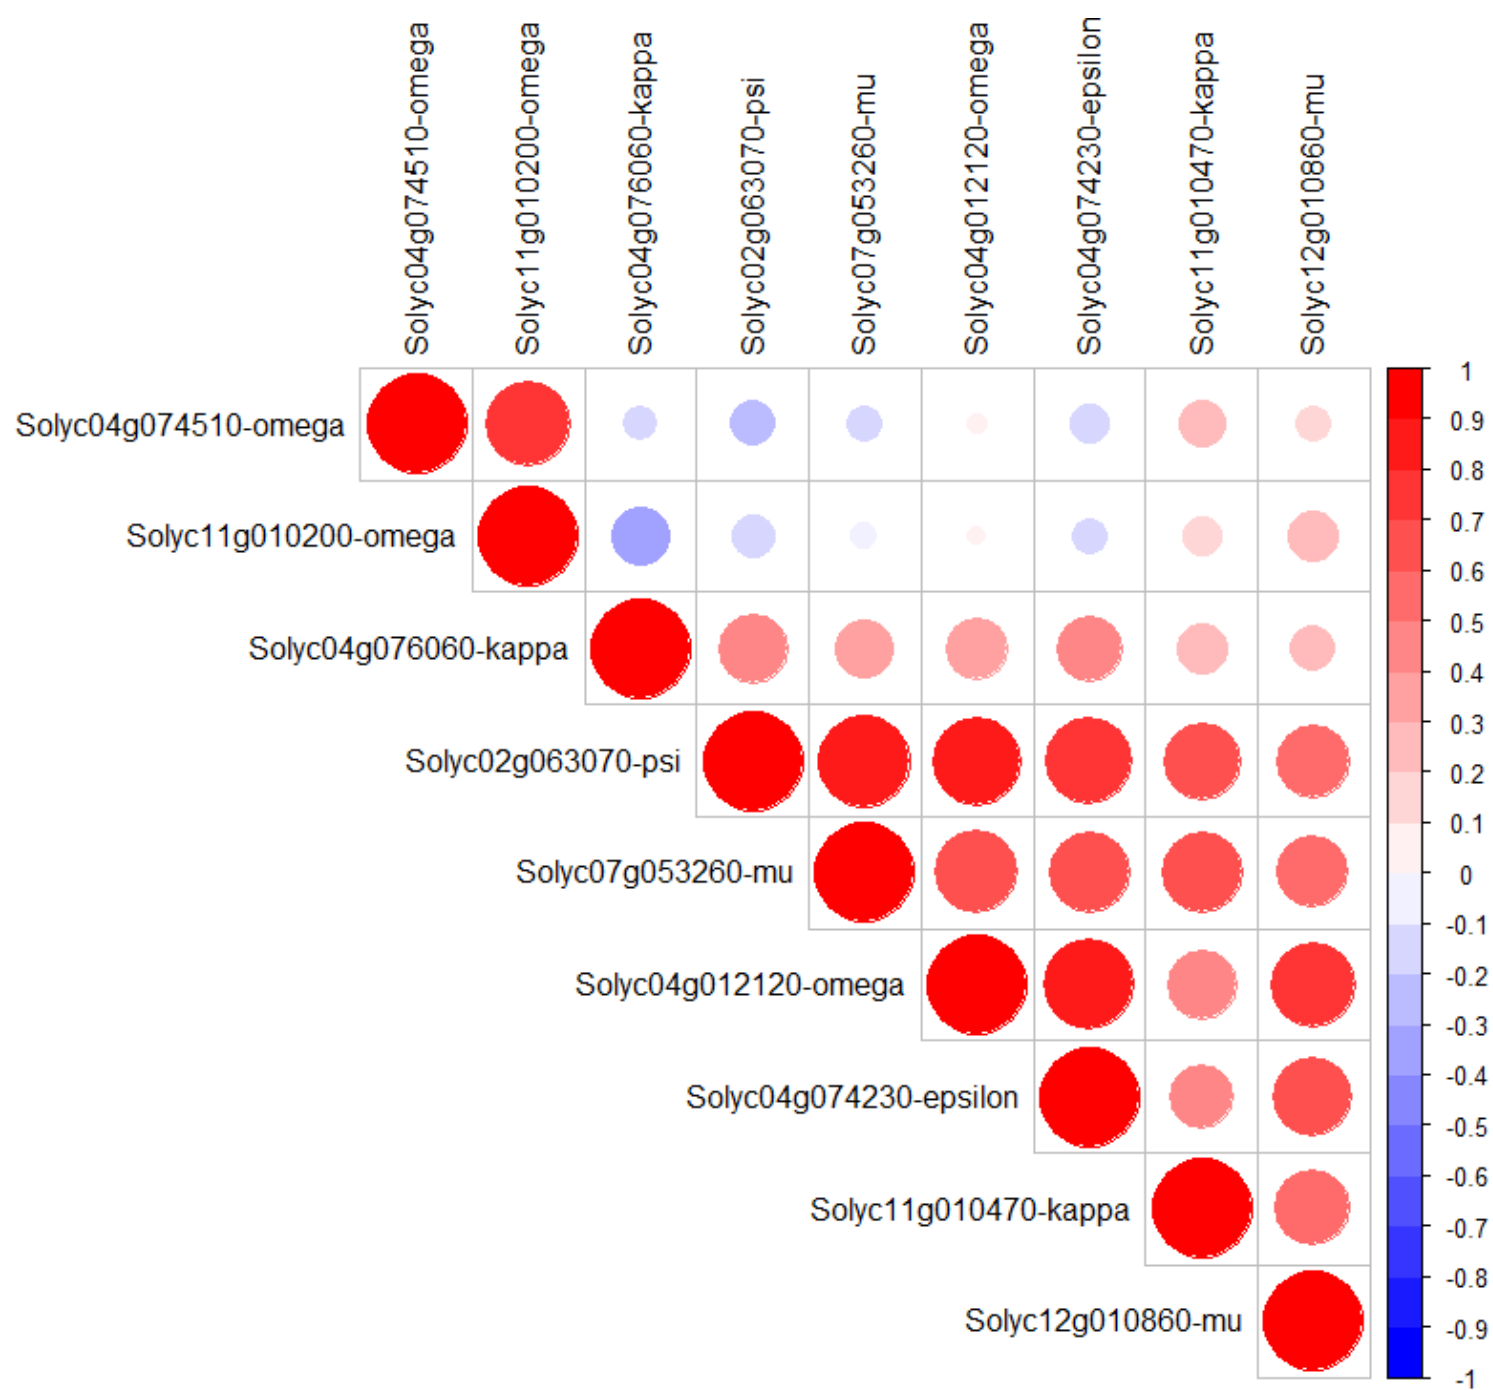 Solyc04g074510-omega
Solyc11g010200-omega
Solyc04g076060-kappa
Solyc02g063070-psi
Solyc07g053260-mu
Solyc04g012120-omega
Solyc04g074230-epsilon
Solyc11g010470-kappa
Solyc12g010860-mu
Solyc04g074510-omega
Solyc11g010200-omega
Solyc04g076060-kappa
Solyc02g063070-psi
Solyc07g053260-mu
Solyc04g012120-omega
Solyc04g074230-epsilon
Solyc11g010470-kappa
Solyc12g010860-mu
1
0.9
0.8
0.7
0.6
0.5
0.4
0.3
0.2
0.1
0
-0.1
-0.2
-0.3
-0.4
-0.5
-0.6
-0.7
-0.8
-0.9
-1